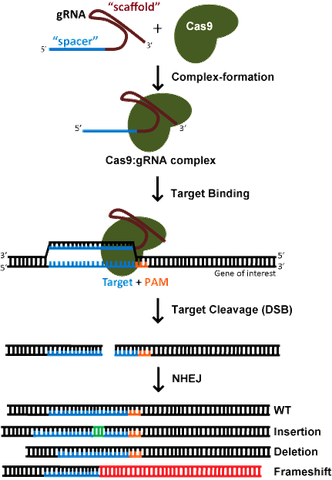 gRNA
“scaffold”
Cas9
+
“spacer”
5′
3′
Complex-formation
5′
3′
Cas9:gRNA complex
Target Binding
3′
5′
5′
3′
Gene of interest
Target + PAM
Target Cleavage (DSB)
NHEJ
WT
Insertion
Deletion
Frameshift